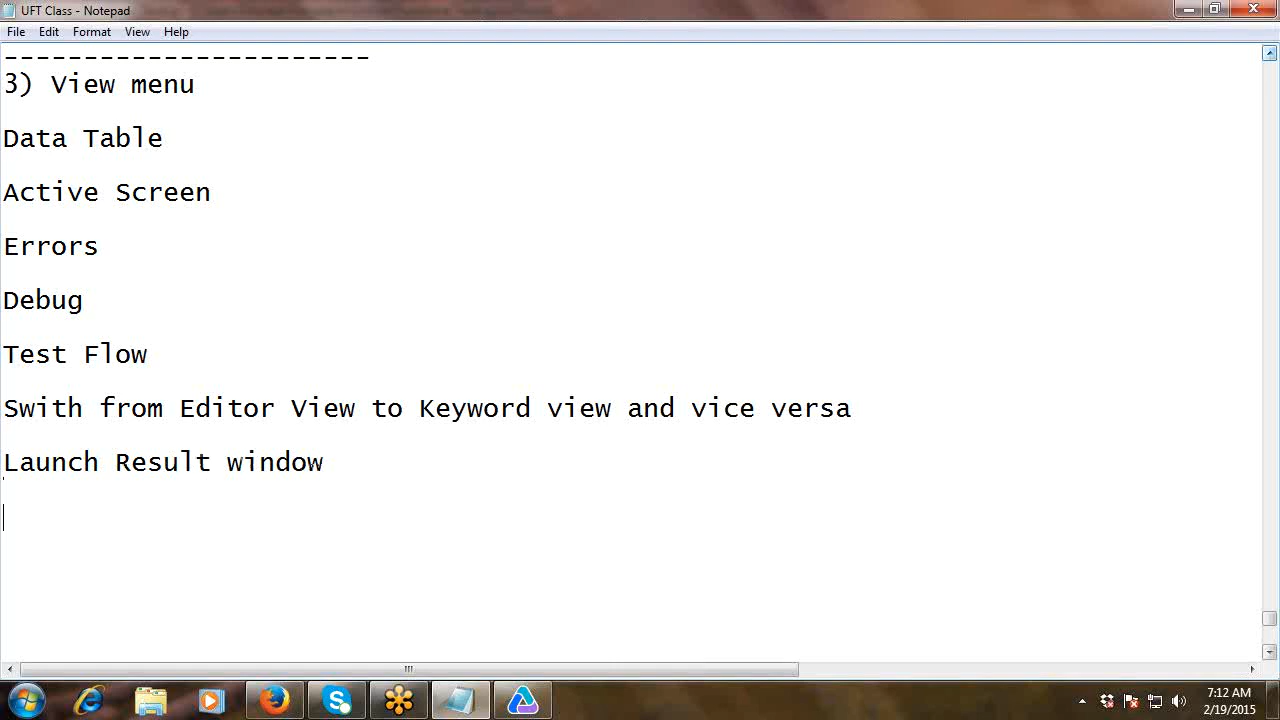 UFT Class - Notepad
File Edit Format View Help
-----------------------
3) View menu
Data Table
Active Screen
Errors
Debug
Test Flow
Swith from Editor View to Keyword view and vice versa
Launch Result window
7:12 AM
2/19/2015